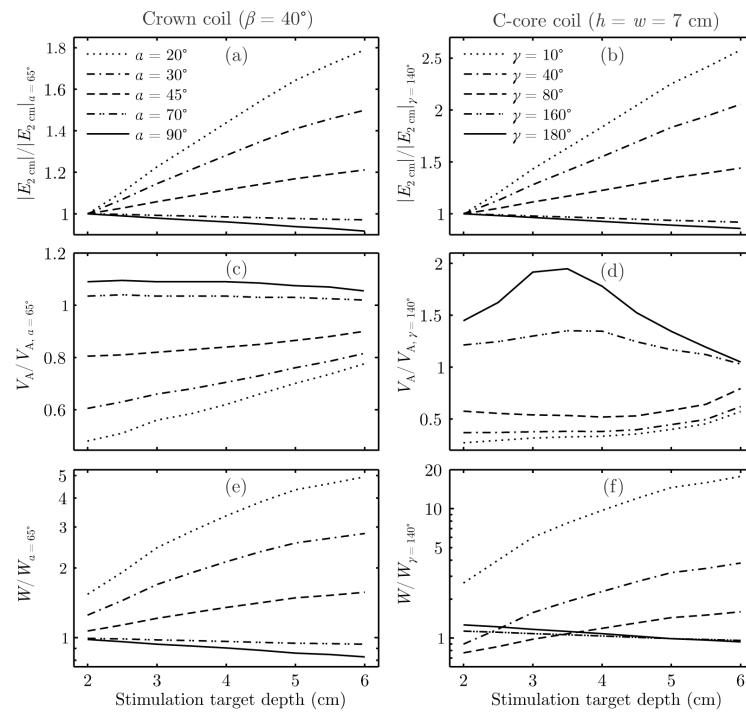 Crown coil (β = 40°)
C-core coil (h = w = 7 cm)
|E2 cm|/|E2 cm|a = 65°
1.8
1.6
1.4
1.2
1
(a)
a = 20°
a = 30°
a = 45°
a = 70°
a = 90°
|E2 cm|/|E2 cm|γ = 140°
2.5
2
1.5
1
(b)
γ = 10°
γ = 40°
γ = 80°
γ = 160°
γ = 180°
VA/VA, a = 65°
1.2
1
0.8
0.6
(c)
VA/VA, γ = 140°
2
1.5
1
0.5
(d)
W/Wa = 65°
5
4
3
2
1
(e)
2 3 4 5 6
Stimulation target depth (cm)
W/Wγ = 140°
20
10
5
2
1
(f)
2 3 4 5 6
Stimulation target depth (cm)